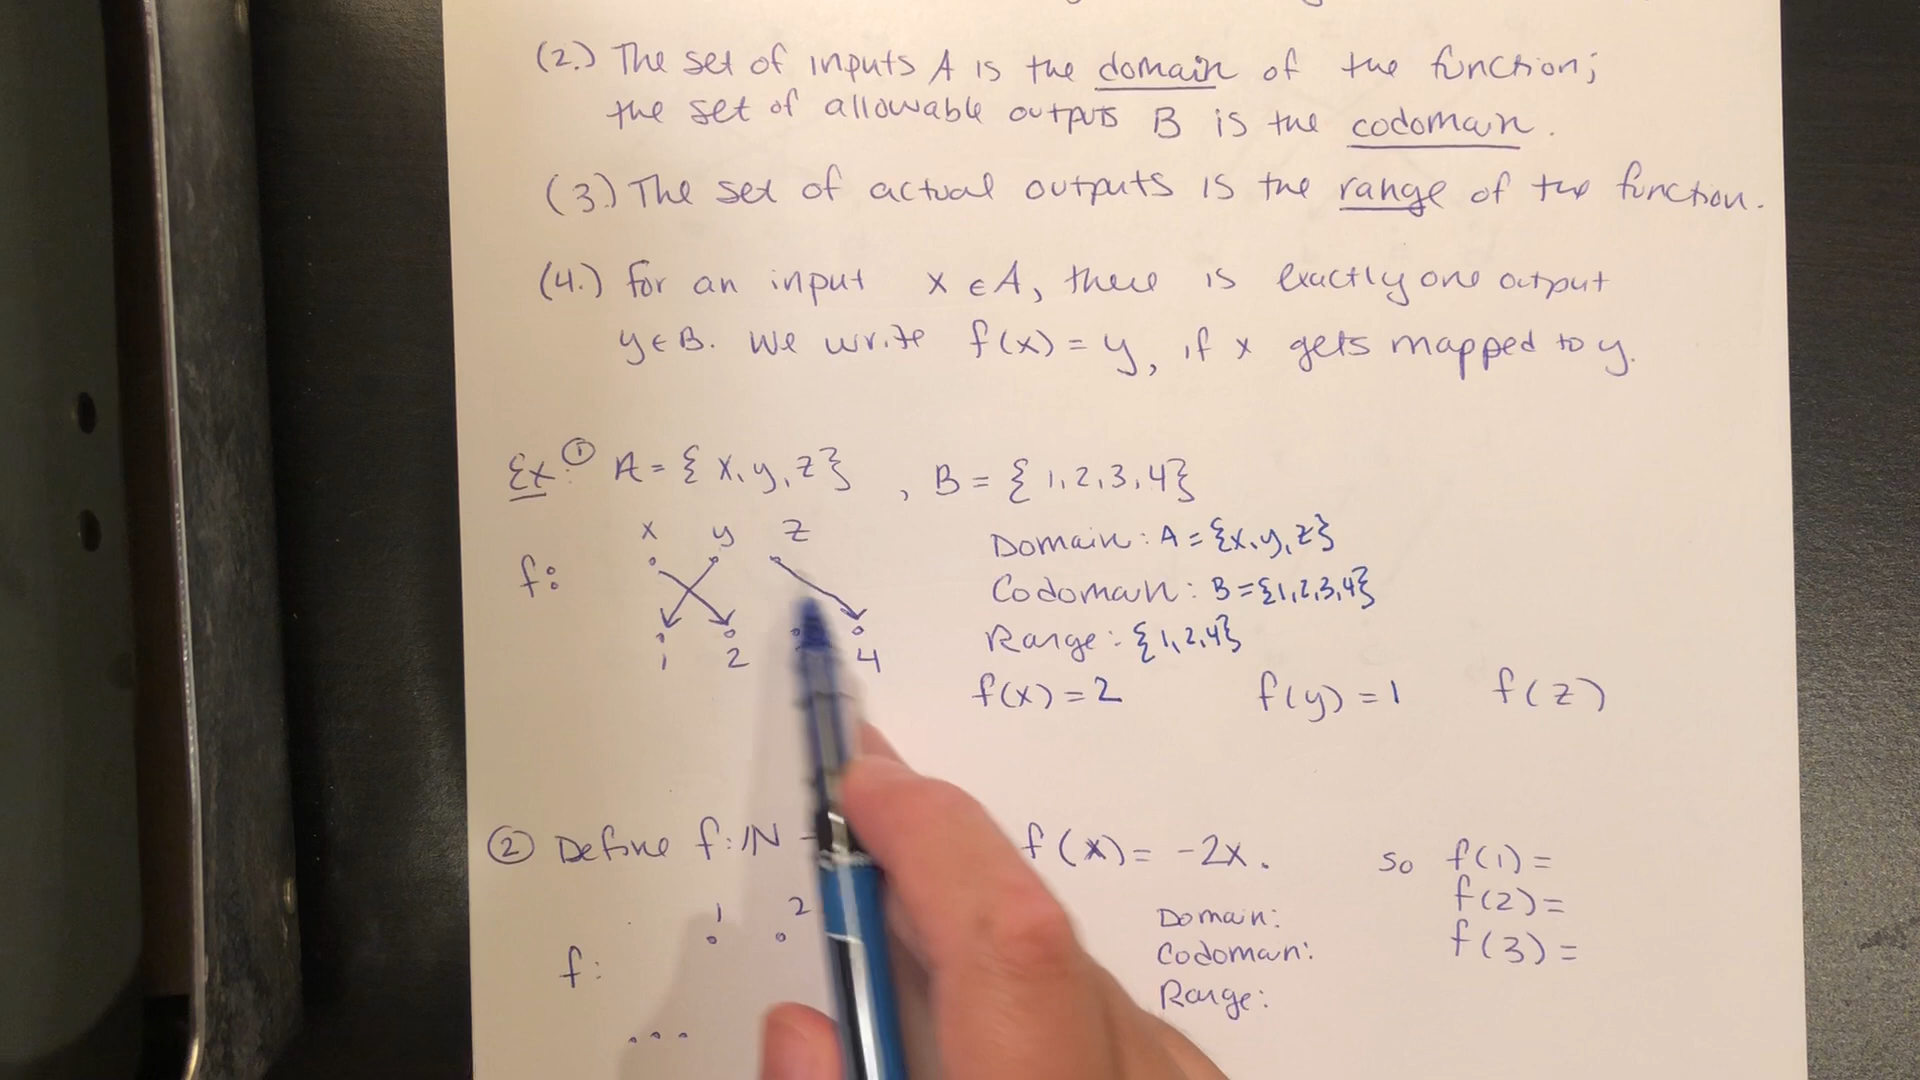 (2.) The set of inputs A is the domain of the function;
the set of allowable outputs B is the codomain.
(3.) The set of actual outputs is the range of the function.
(4.) For an input x ∈ A, there is exactly one output
y ∈ B. We write f(x) = y, if x gets mapped to y.
Ex: ① A = { x, y, z } , B = { 1, 2, 3, 4 }
x y z
f:
1 2 4
Domain: A = {x, y, z}
Codomain: B = {1, 2, 3, 4}
Range: {1, 2, 4}
f(x) = 2 f(y) = 1 f(z)
② Define f: ℕ f(x) = -2x. So f(1) =
f(2) =
f(3) =
1 2
f:
...
Domain:
Codomain:
Range: